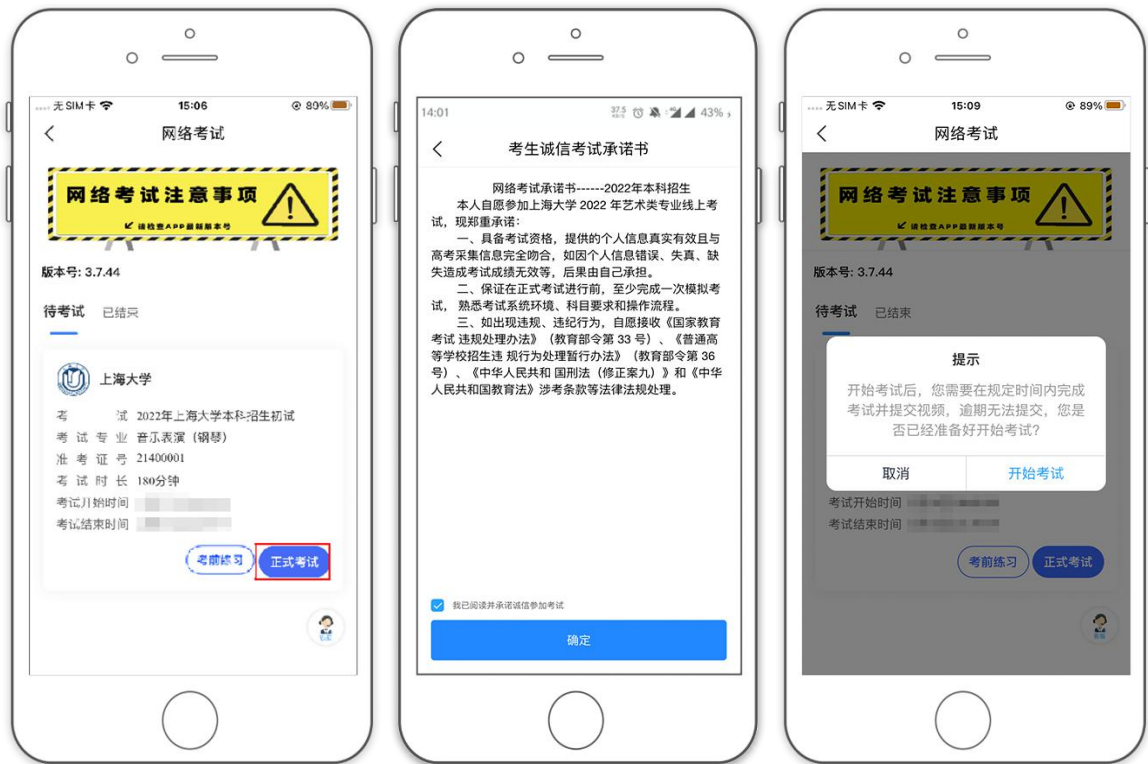 无SIM卡
15:06
89%
网络考试
网络考试注意事项
请检查APP最新版本号
版本号: 3.7.44
待考试 已结束
上海大学
考试 2022年上海大学本科招生初试
考试专业 音乐表演（钢琴）
准考证号 21400001
考试时长 180分钟
考试开始时间
考试结束时间
考前练习 正式考试
14:01
37.5
43%
考生诚信考试承诺书
网络考试承诺书------2022年本科招生
本人自愿参加上海大学 2022 年艺术类专业线上考
试，现郑重承诺：
一、具备考试资格，提供的个人信息真实有效且与
高考采集信息完全吻合，如因个人信息错误、失真、缺
失造成考试成绩无效等，后果由自己承担。
二、保证在正式考试进行前，至少完成一次模拟考
试， 熟悉考试系统环境、科目要求和操作流程。
三、如出现违规、违纪行为，自愿接收《国家教育
考试 违规处理办法》（教育部令第 33 号）、《普通高
等学校招生违 规行为处理暂行办法》（教育部令第 36
号）、《中华人民共和 国刑法（修正案九）》和《中华
人民共和国教育法》涉考条款等法律法规处理。
我已阅读并承诺诚信参加考试
确定
无SIM卡
15:09
89%
网络考试
网络考试注意事项
请检查APP最新版本号
版本号: 3.7.44
待考试 已结束
提示
开始考试后，您需要在规定时间内完成
考试并提交视频，逾期无法提交，您是
否已经准备好开始考试？
取消 开始考试
考试开始时间
考试结束时间
考前练习 正式考试